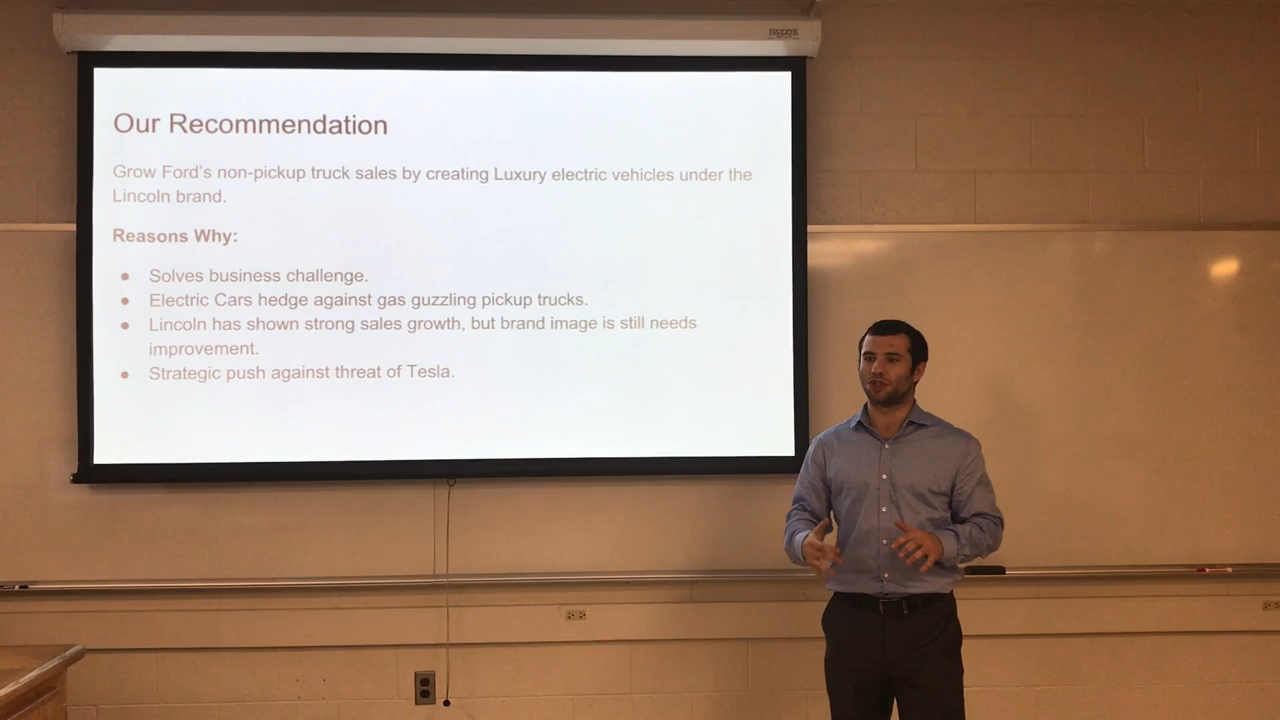 Our Recommendation
Grow Ford's non-pickup truck sales by creating Luxury electric vehicles under the
Lincoln brand.
Reasons Why:
● Solves business challenge.
● Electric Cars hedge against gas guzzling pickup trucks.
● Lincoln has shown strong sales growth, but brand image is still needs
improvement.
● Strategic push against threat of Tesla.